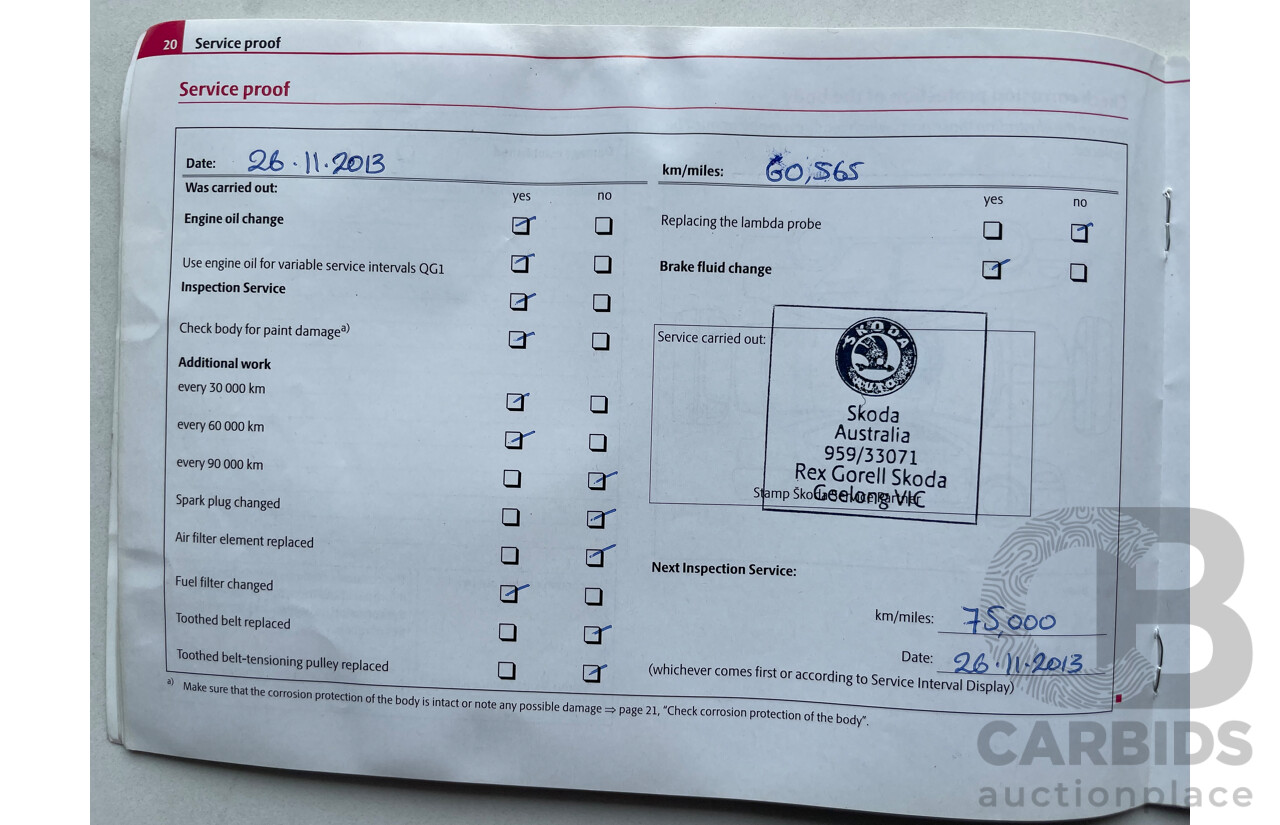 20 Service proof
Service proof
Date: 26.11.2013
Was carried out:
yes no
Engine oil change
Use engine oil for variable service intervals QG1
Inspection Service
Check body for paint damage a)
Additional work
every 30 000 km
every 60 000 km
every 90 000 km
Spark plug changed
Air filter element replaced
Fuel filter changed
Toothed belt replaced
Toothed belt-tensioning pulley replaced
km/miles: 60,565
yes no
Replacing the lambda probe
Brake fluid change
Service carried out:
SKODA
AUTO
Skoda
Australia
959/33071
Rex Gorell Skoda
Geelong VIC
Stamp Škoda Service Partner
Next Inspection Service:
km/miles: 75,000
Date: 26.11.2013
(whichever comes first or according to Service Interval Display)
a) Make sure that the corrosion protection of the body is intact or note any possible damage ⇒ page 21, “Check corrosion protection of the body”.
CARBIDS
auctionplace